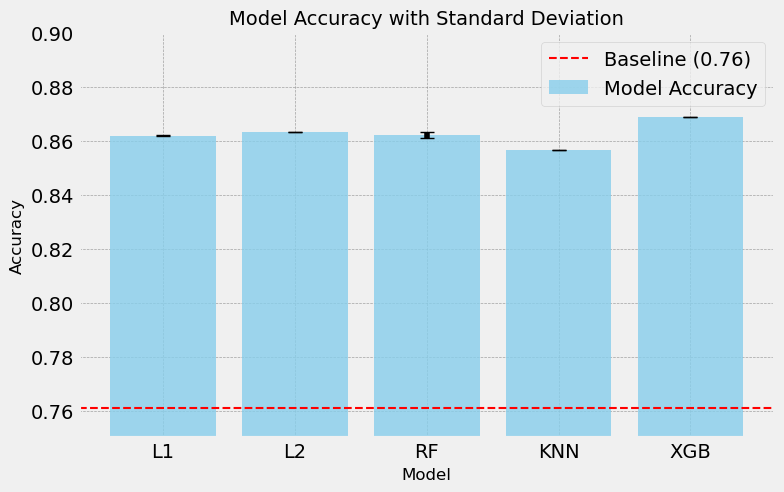 Model Accuracy with Standard Deviation
Baseline (0.76)
Model Accuracy
0.90
0.88
0.86
0.84
0.82
0.80
0.78
0.76
Accuracy
L1 L2 RF KNN XGB
Model